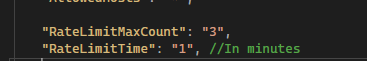 "RateLimitMaxCount": "3",
"RateLimitTime": "1", //In minutes